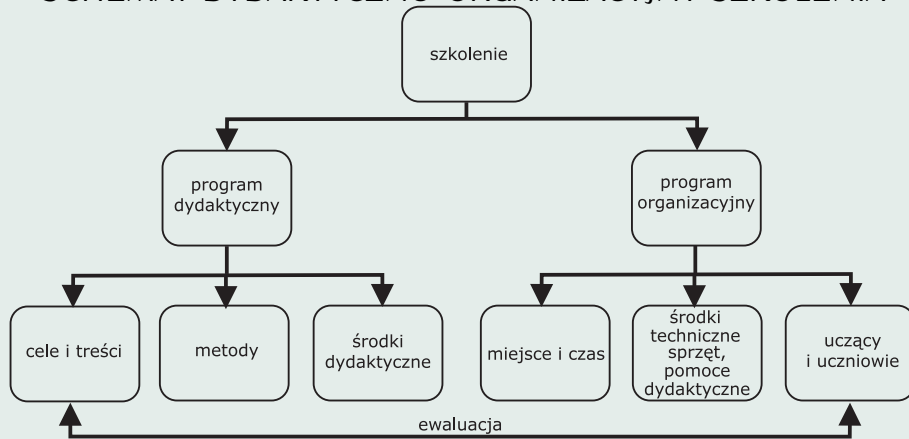 szkolenie
program
dydaktyczny
program
organizacyjny
cele i treści
metody
środki
dydaktyczne
miejsce i czas
środki
techniczne
sprzęt,
pomoce
dydaktyczne
uczący
i uczniowie
ewaluacja